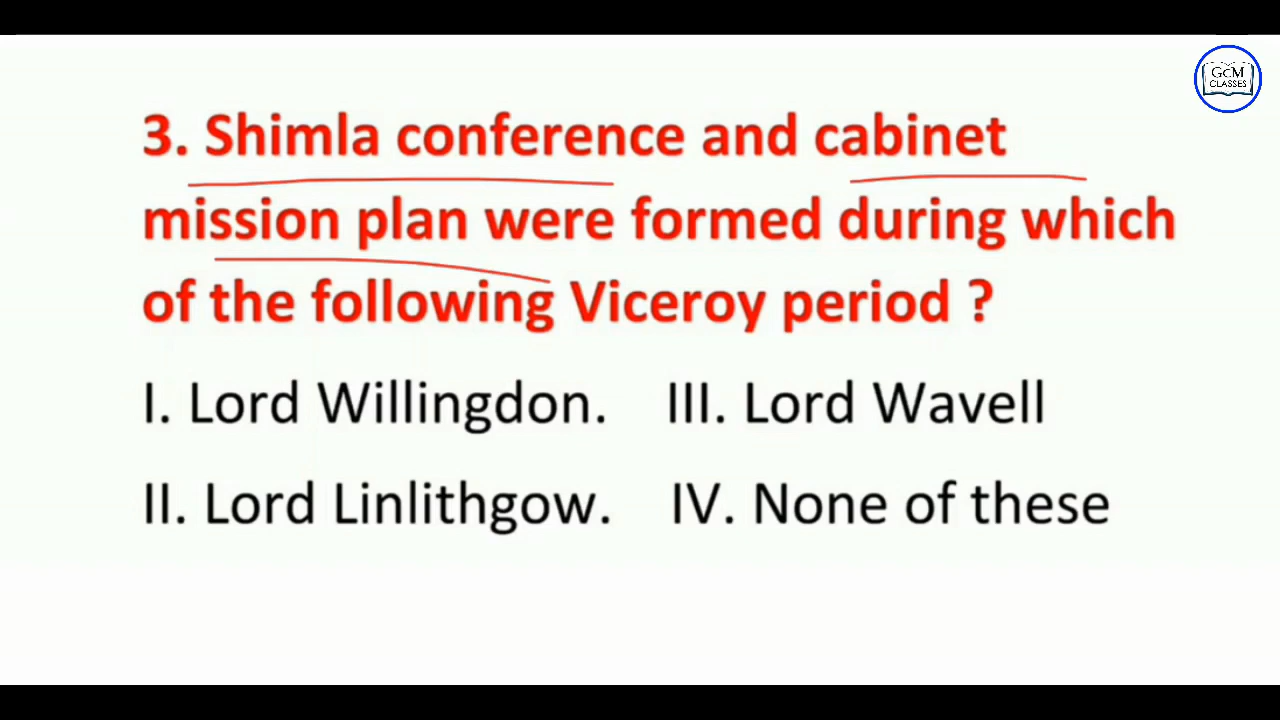 GCM
CLASSES
3. Shimla conference and cabinet
mission plan were formed during which
of the following Viceroy period ?
I. Lord Willingdon. III. Lord Wavell
II. Lord Linlithgow. IV. None of these